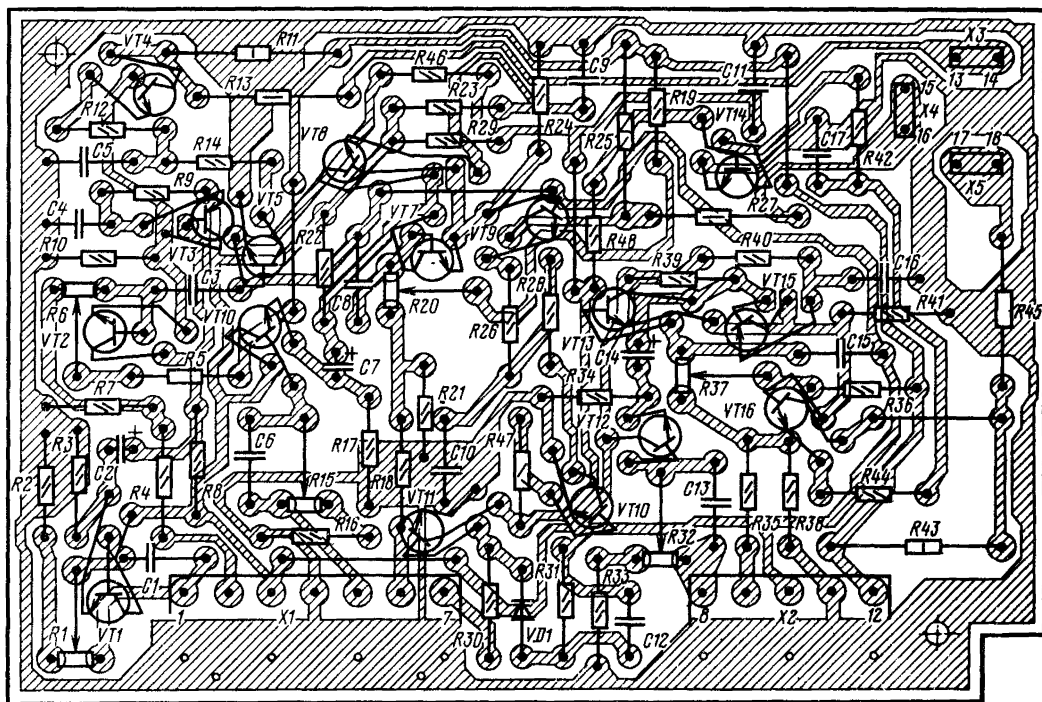 VT4
R11
R46
C9
X3
13
14
R13
R23
C11
R19
15
X4
R12
R29
R24
VT14
16
C17
R25
17
18
C5
R14
VT8
R42
X5
R9
VT5
R27
C4
VT7
VT9
R22
R48
R40
R10
VT3
R39
C3
C8
R28
VT15
C16
R41
R6
VT10
R20
R26
R45
VT2
VT13
R5
C7
C14
C15
R7
R21
R34
R37
R36
VT12
VT16
R3
R17
R47
C2
C6
C10
R2
R4
R8
R15
R18
C13
R44
VT11
VT10
R16
R32
R35
R38
R43
C1
R31
R33
1
X1
7
8
X2
12
R1
VT1
R30
VD1
C12